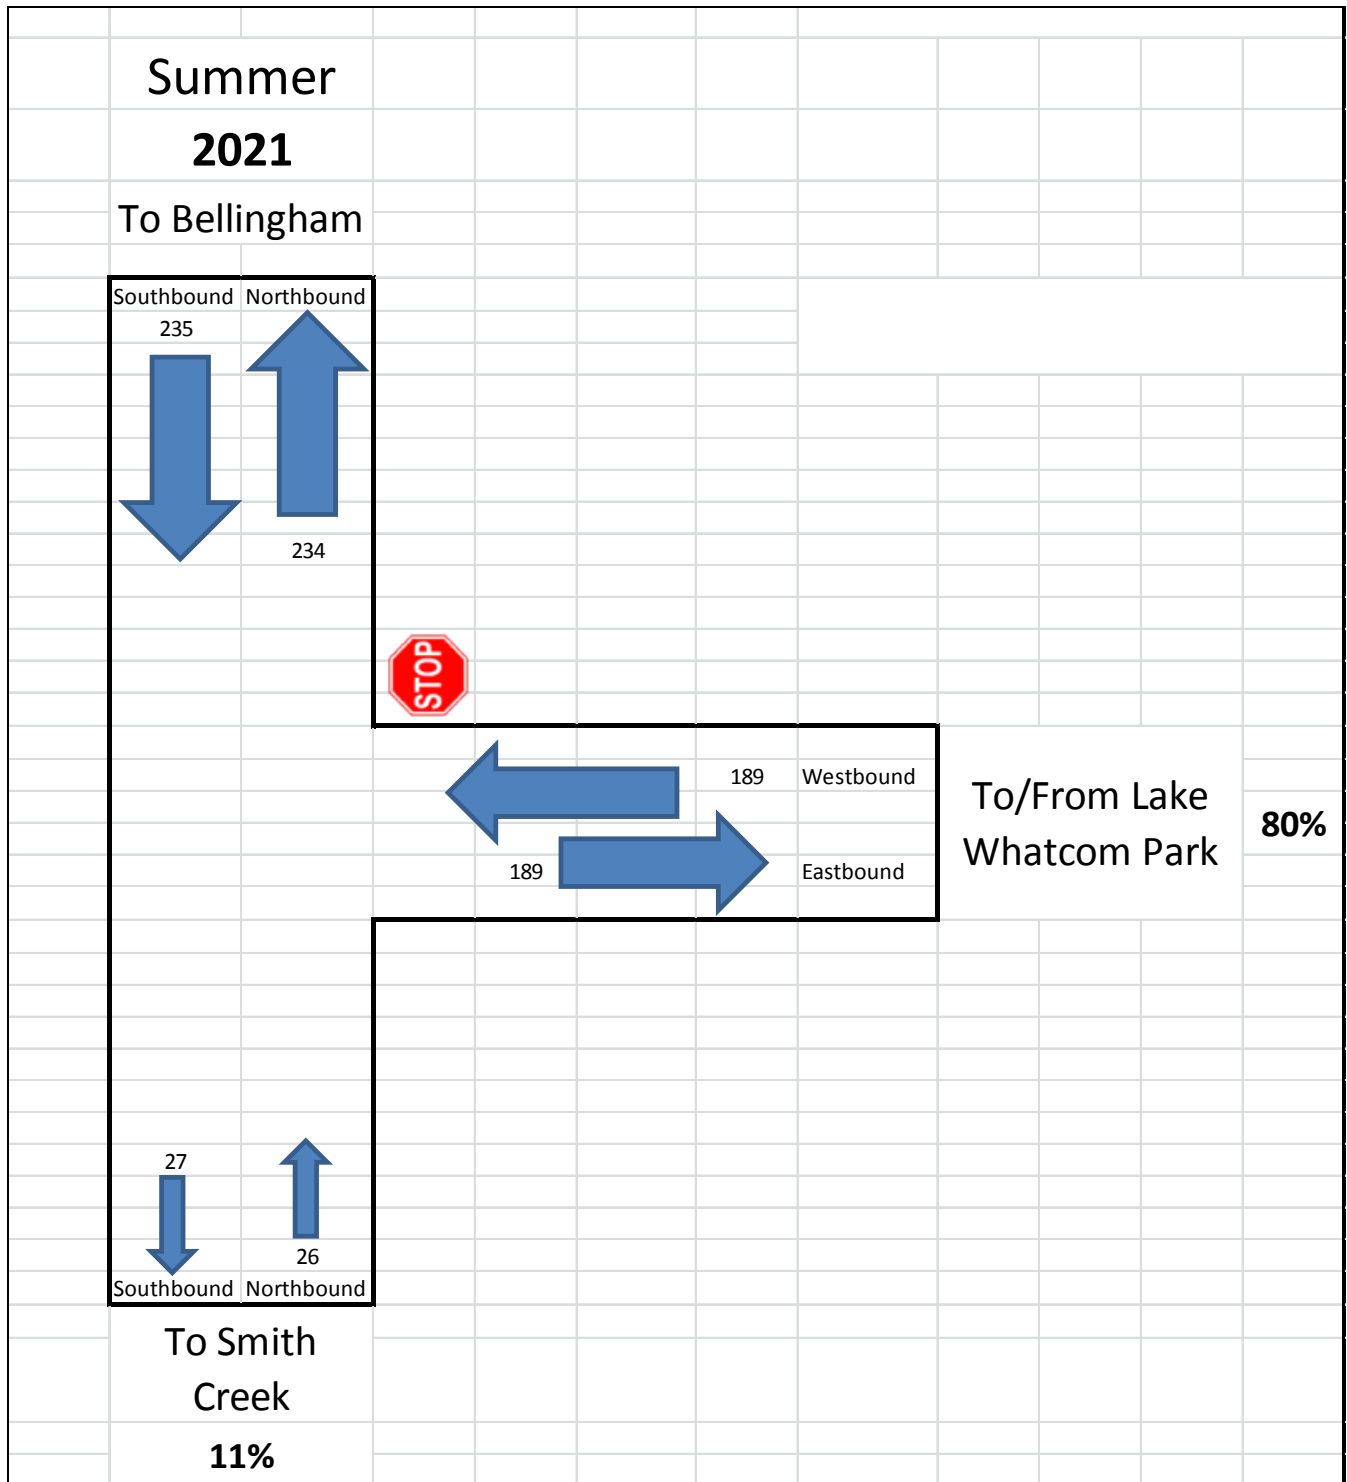 Summer
2021
To Bellingham
Southbound Northbound
235
234
STOP
189 Westbound
To/From Lake
Whatcom Park
80%
189 Eastbound
27
26
Southbound Northbound
To Smith
Creek
11%